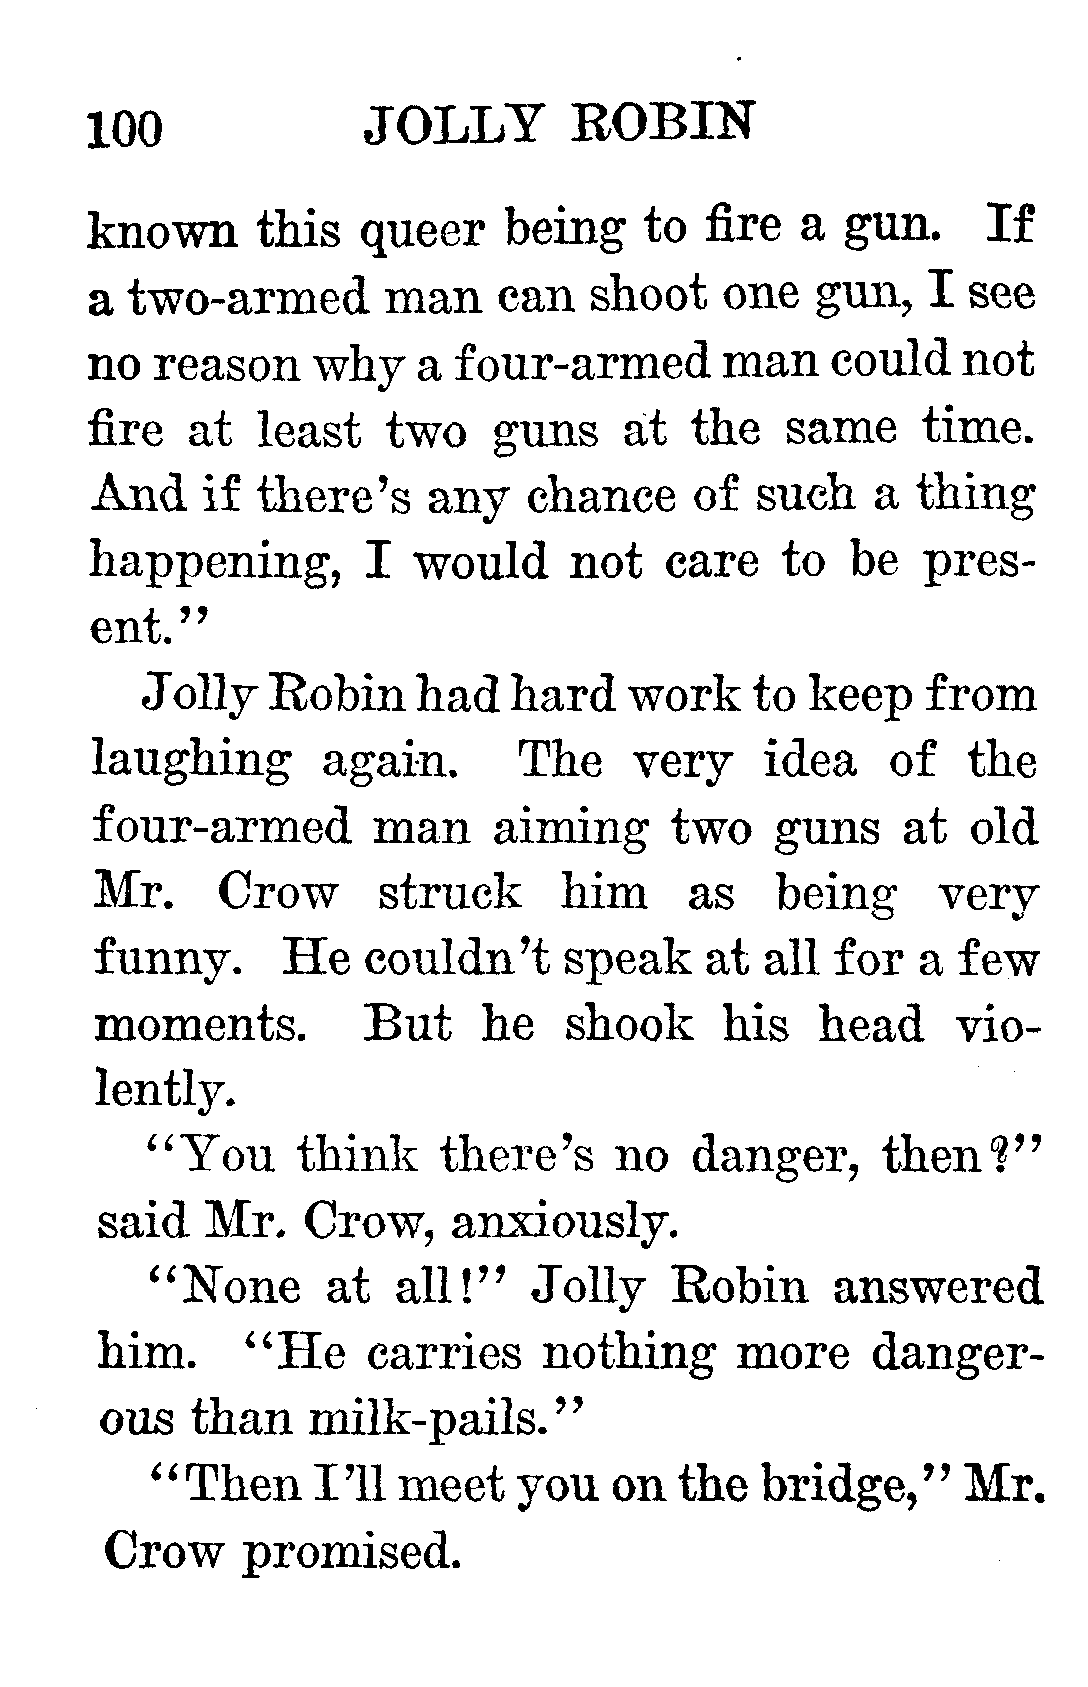 100 JOLLY ROBIN
known this queer being to fire a gun. If
a two-armed man can shoot one gun, I see
no reason why a four-armed man could not
fire at least two guns at the same time.
And if there's any chance of such a thing
happening, I would not care to be pres-
ent."
Jolly Robin had hard work to keep from
laughing again. The very idea of the
four-armed man aiming two guns at old
Mr. Crow struck him as being very
funny. He couldn't speak at all for a few
moments. But he shook his head vio-
lently.
"You think there's no danger, then?"
said Mr. Crow, anxiously.
"None at all!" Jolly Robin answered
him. "He carries nothing more danger-
ous than milk-pails."
"Then I'll meet you on the bridge," Mr.
Crow promised.